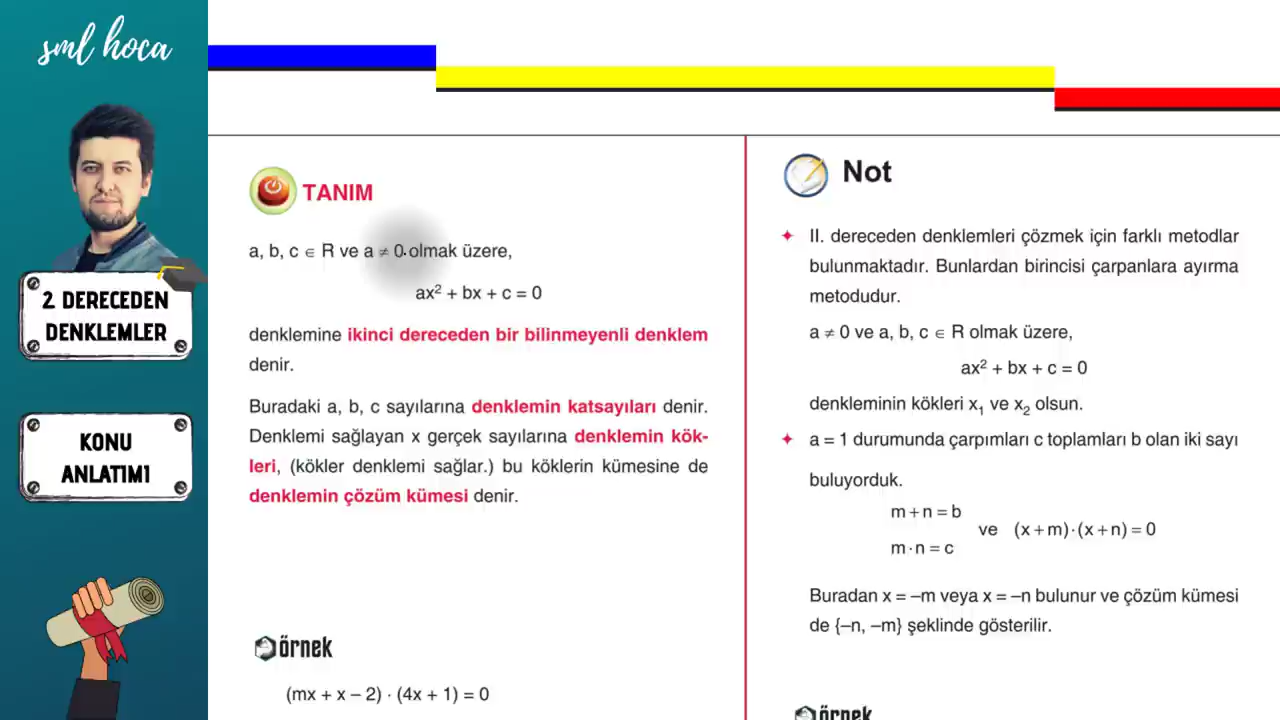 sml hoca
2. DERECEDEN
DENKLEMLER
KONU
ANLATIMI
TANIM
a, b, c ∈ R ve a ≠ 0 olmak üzere,
ax² + bx + c = 0
denklemine ikinci dereceden bir bilinmeyenli denklem
denir.
Buradaki a, b, c sayılarına denklemin katsayıları denir.
Denklemi sağlayan x gerçek sayılarına denklemin kök-
leri, (kökler denklemi sağlar.) bu köklerin kümesine de
denklemin çözüm kümesi denir.
örnek
(mx + x – 2) · (4x + 1) = 0
Not
II. dereceden denklemleri çözmek için farklı metodlar
bulunmaktadır. Bunlardan birincisi çarpanlara ayırma
metodudur.
a ≠ 0 ve a, b, c ∈ R olmak üzere,
ax² + bx + c = 0
denkleminin kökleri x₁ ve x₂ olsun.
a = 1 durumunda çarpımları c toplamları b olan iki sayı
buluyorduk.
m + n = b
m · n = c
ve (x + m) · (x + n) = 0
Buradan x = –m veya x = –n bulunur ve çözüm kümesi
de {–n, –m} şeklinde gösterilir.
örnek